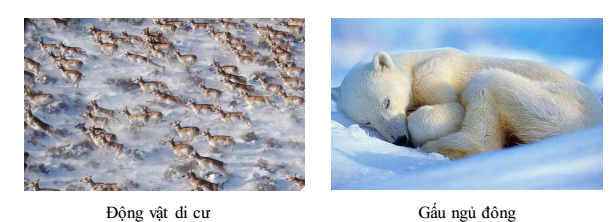 Động vật di cư
Gấu ngủ đông